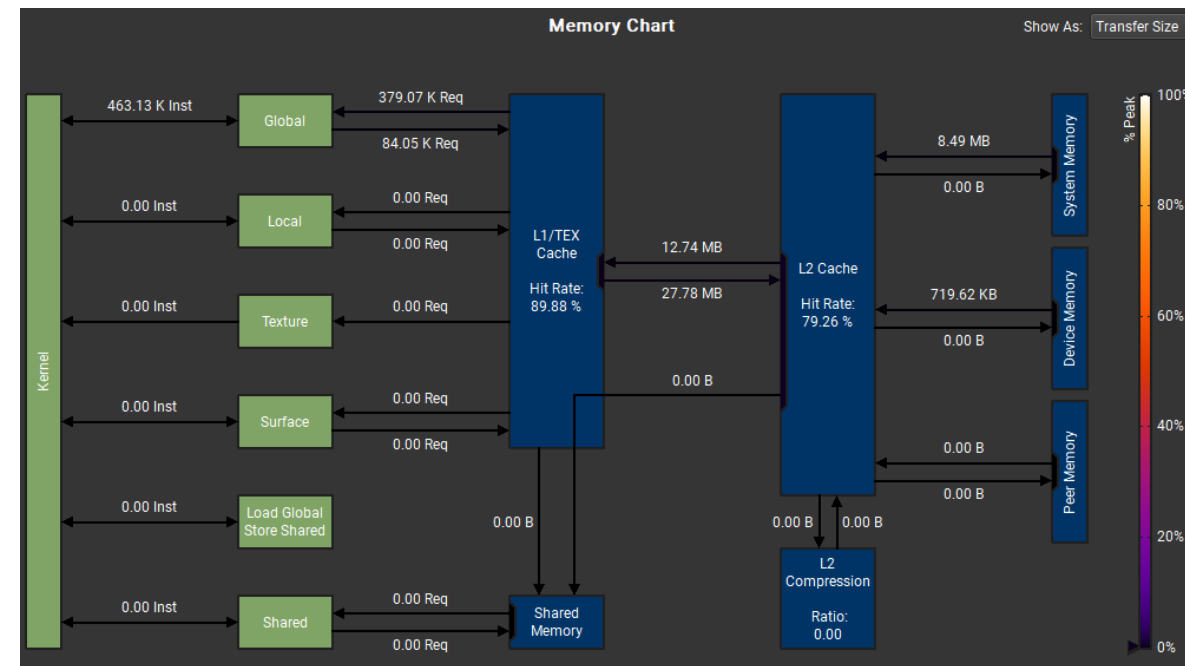 Memory Chart
Show As: Transfer Size
Kernel
463.13 K Inst
Global
379.07 K Req
84.05 K Req
0.00 Inst
Local
0.00 Req
0.00 Req
0.00 Inst
Texture
0.00 Req
0.00 Inst
Surface
0.00 Req
0.00 Req
0.00 Inst
Load Global
Store Shared
0.00 Inst
Shared
0.00 Req
0.00 Req
L1/TEX
Cache
Hit Rate:
89.88 %
0.00 B
Shared
Memory
12.74 MB
27.78 MB
0.00 B
L2 Cache
Hit Rate:
79.26 %
0.00 B
0.00 B
L2
Compression
Ratio:
0.00
8.49 MB
0.00 B
System Memory
719.62 KB
0.00 B
Device Memory
0.00 B
0.00 B
Peer Memory
% Peak
100%
80%
60%
40%
20%
0%